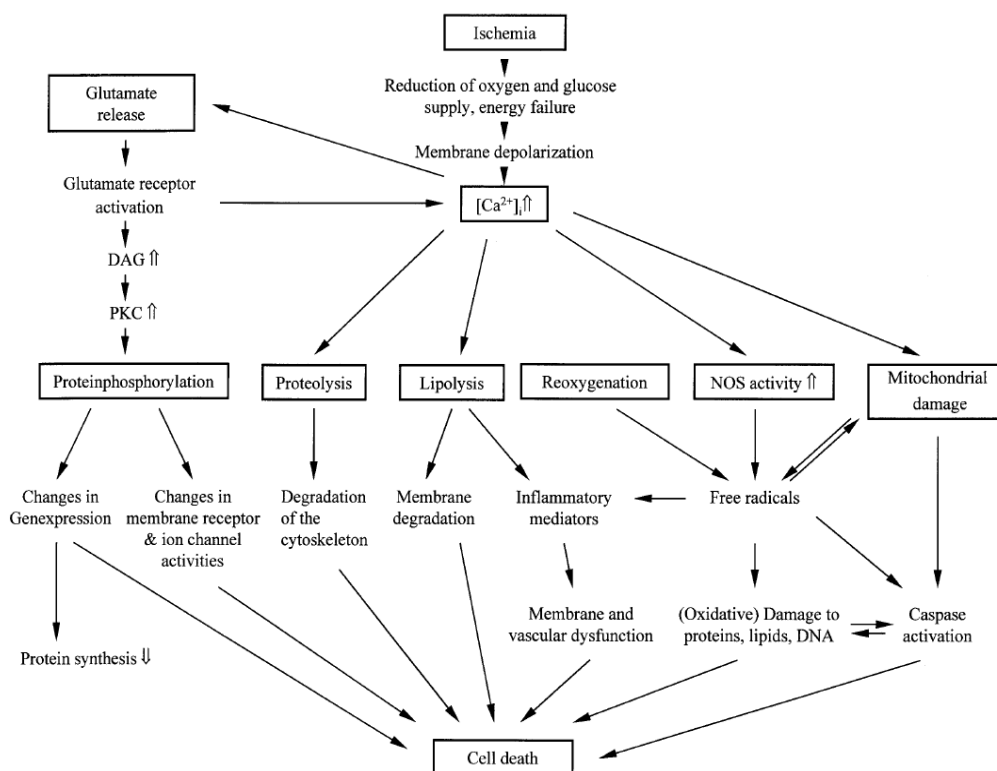 Ischemia
Reduction of oxygen and glucose
supply, energy failure
Membrane depolarization
[Ca²⁺]ᵢ⇑
Glutamate
release
Glutamate receptor
activation
DAG ⇑
PKC ⇑
Proteinphosphorylation
Proteolysis
Lipolysis
Reoxygenation
NOS activity ⇑
Mitochondrial
damage
Changes in
Genexpression
Changes in
membrane receptor
& ion channel
activities
Degradation
of the
cytoskeleton
Membrane
degradation
Inflammatory
mediators
Free radicals
Protein synthesis ⇓
Membrane and
vascular dysfunction
(Oxidative) Damage to
proteins, lipids, DNA
Caspase
activation
Cell death